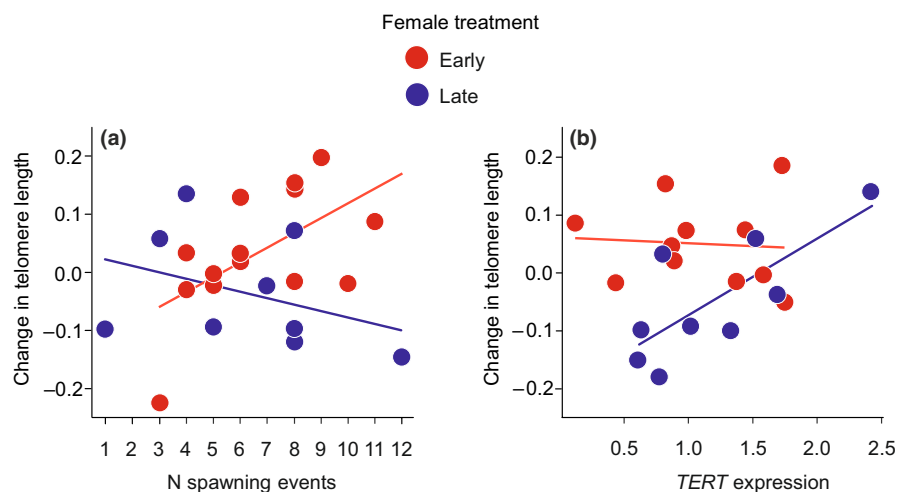 Female treatment
Early
Late
(a)
0.2
0.1
0.0
−0.1
−0.2
Change in telomere length
1 2 3 4 5 6 7 8 9 10 11 12
N spawning events
(b)
0.2
0.1
0.0
−0.1
−0.2
Change in telomere length
0.5 1.0 1.5 2.0 2.5
TERT expression